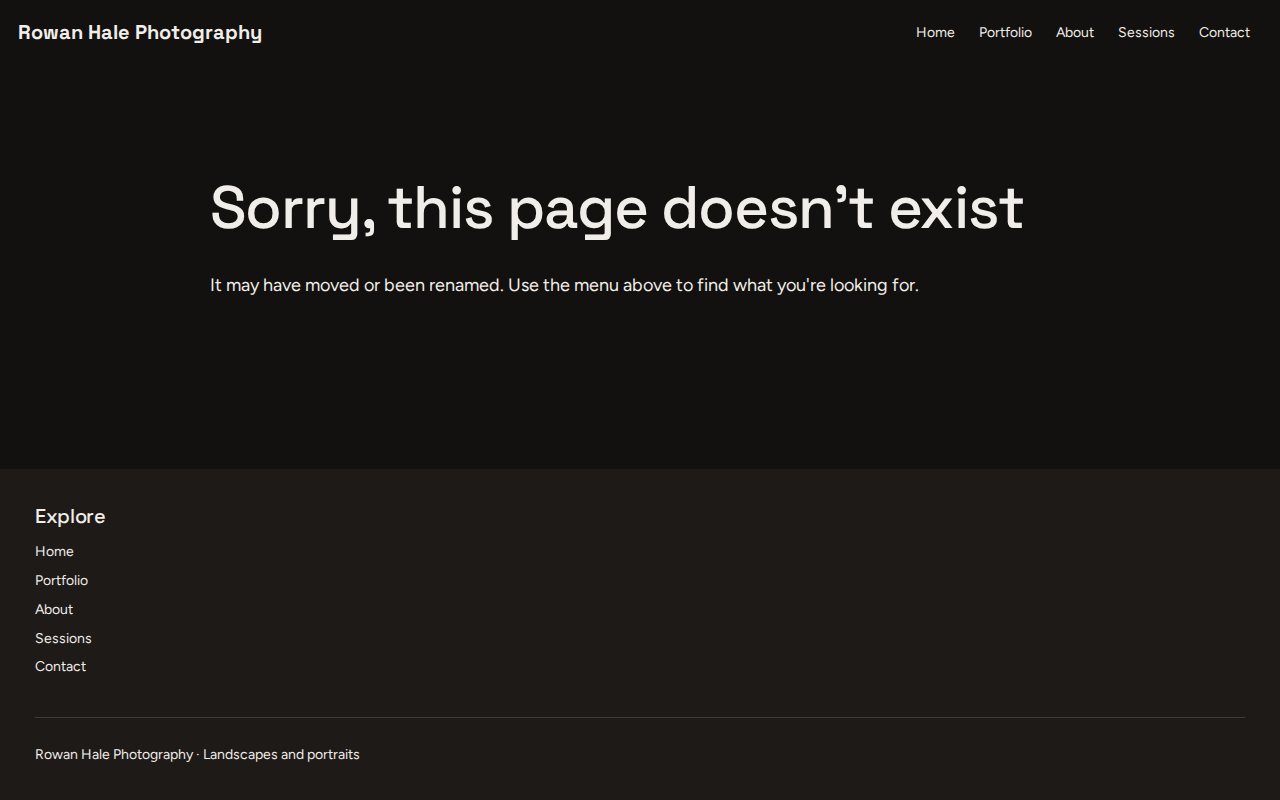 Rowan Hale Photography
Home Portfolio About Sessions Contact
Sorry, this page doesn’t exist
It may have moved or been renamed. Use the menu above to find what you're looking for.
Explore
Home
Portfolio
About
Sessions
Contact
Rowan Hale Photography · Landscapes and portraits